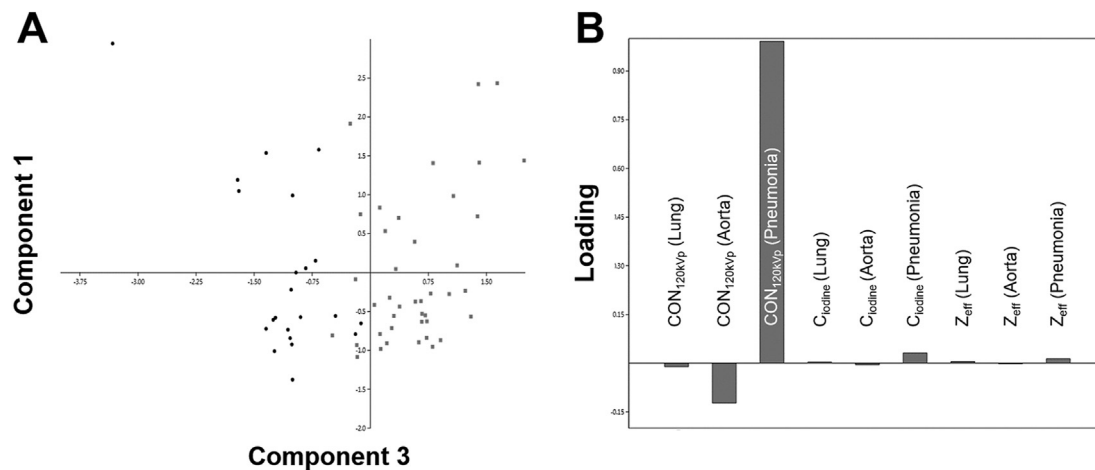 A
Component 1
2.5
2.0
1.5
1.0
0.5
-3.75
-3.00
-2.25
-1.50
-0.75
0.75
1.50
-0.5
-1.0
-1.5
-2.0
Component 3
B
Loading
0.90
0.75
0.60
1.45
1.30
0.15
-0.15
CON120kVp (Lung)
CON120kVp (Aorta)
CON120kVp (Pneumonia)
CIodine (Lung)
CIodine (Aorta)
CIodine (Pneumonia)
Zeff (Lung)
Zeff (Aorta)
Zeff (Pneumonia)